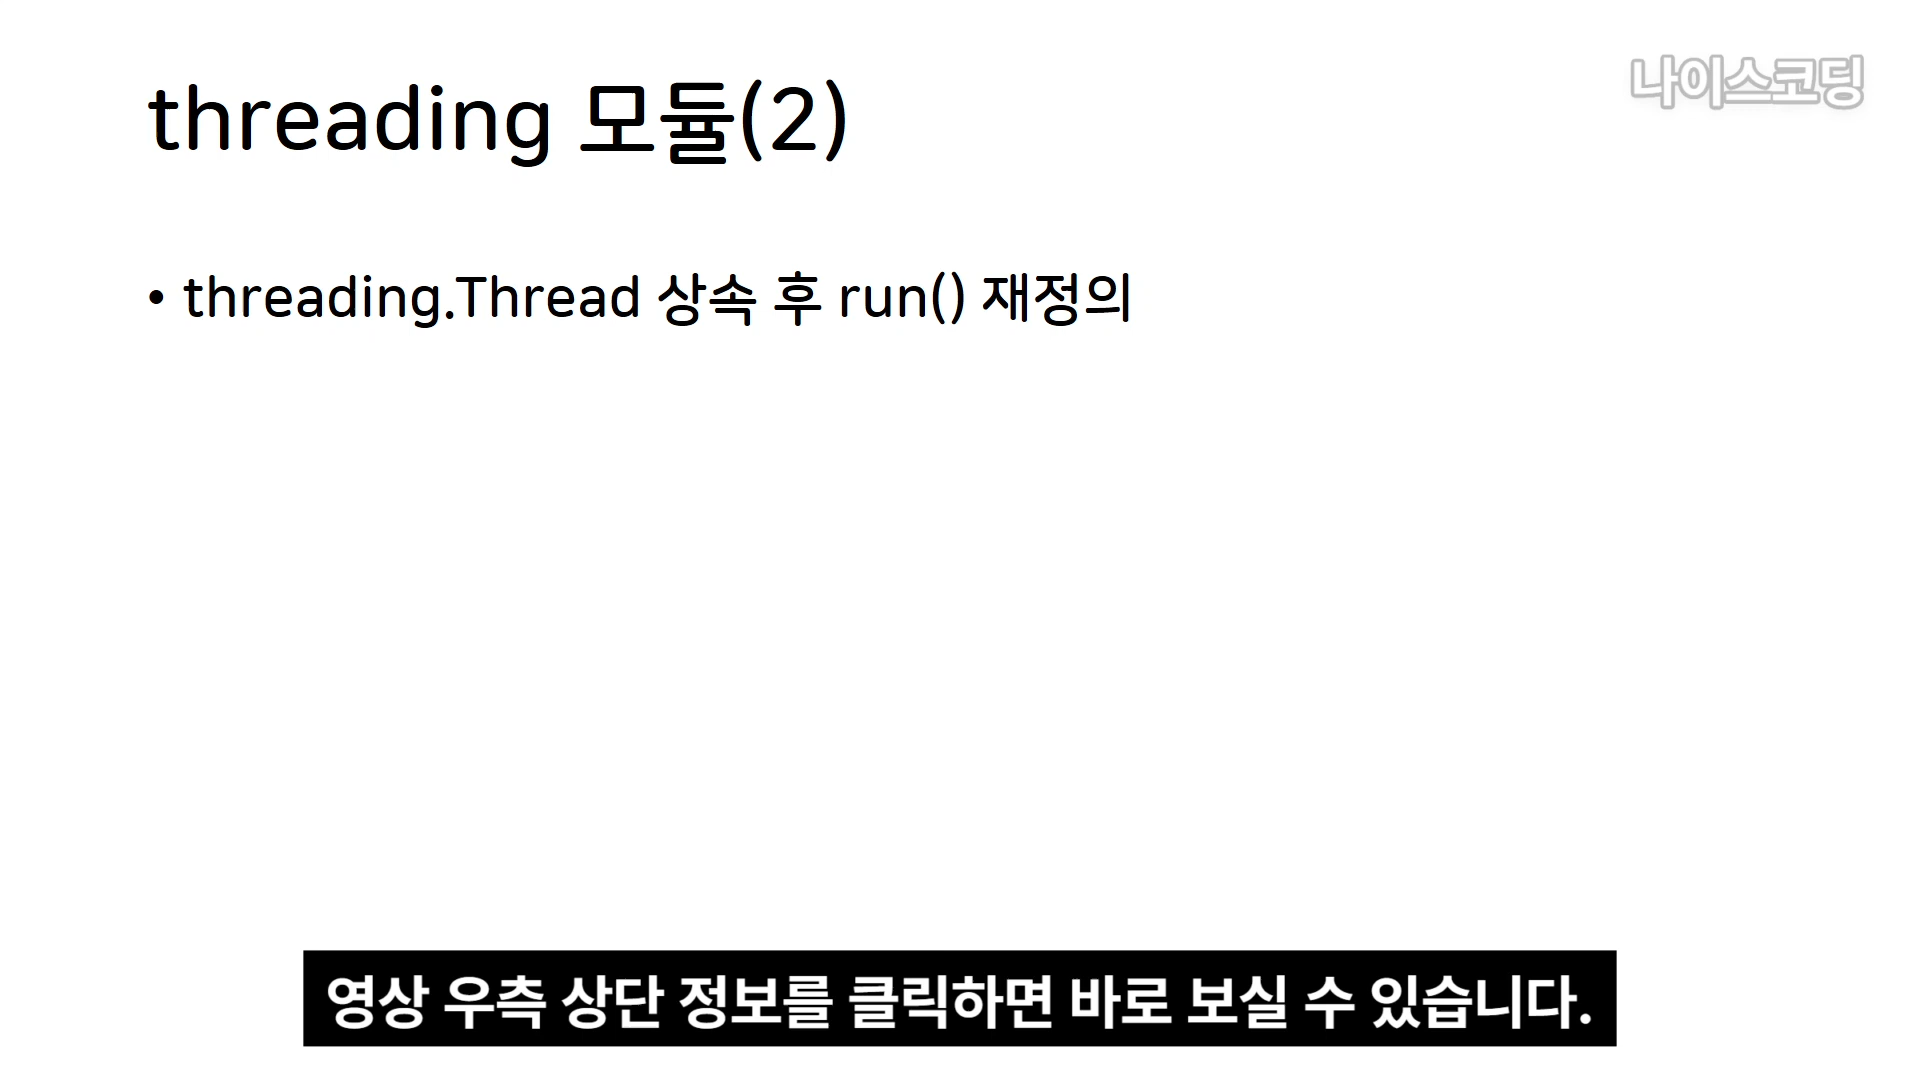 나이스코딩
threading 모듈(2)
• threading.Thread 상속 후 run() 재정의
영상 우측 상단 정보를 클릭하면 바로 보실 수 있습니다.